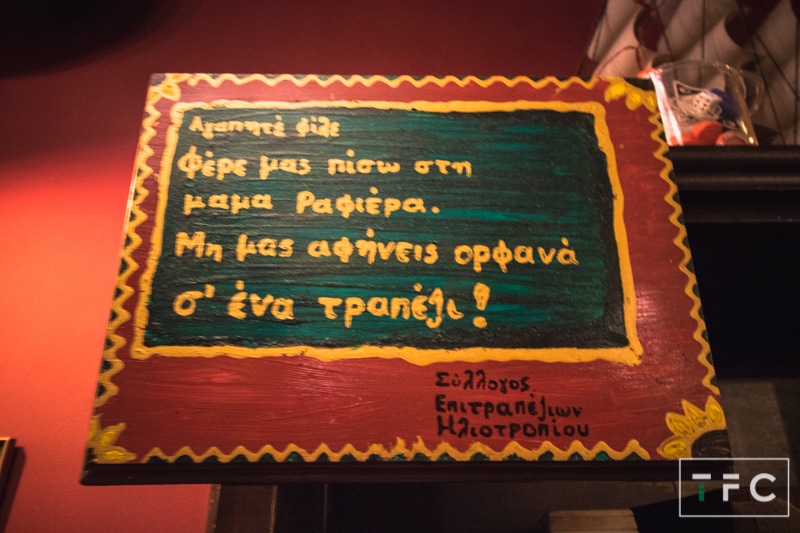 Αγαπητέ φίλε
Φέρε μας πίσω στη
μαμα Ραφιέρα.
Μη μας αφήνεις ορφανά
σ' ένα τραπέζι!
Σύλλογος
Επιτραπέζιων
Ηλιοτροπίου
TFC